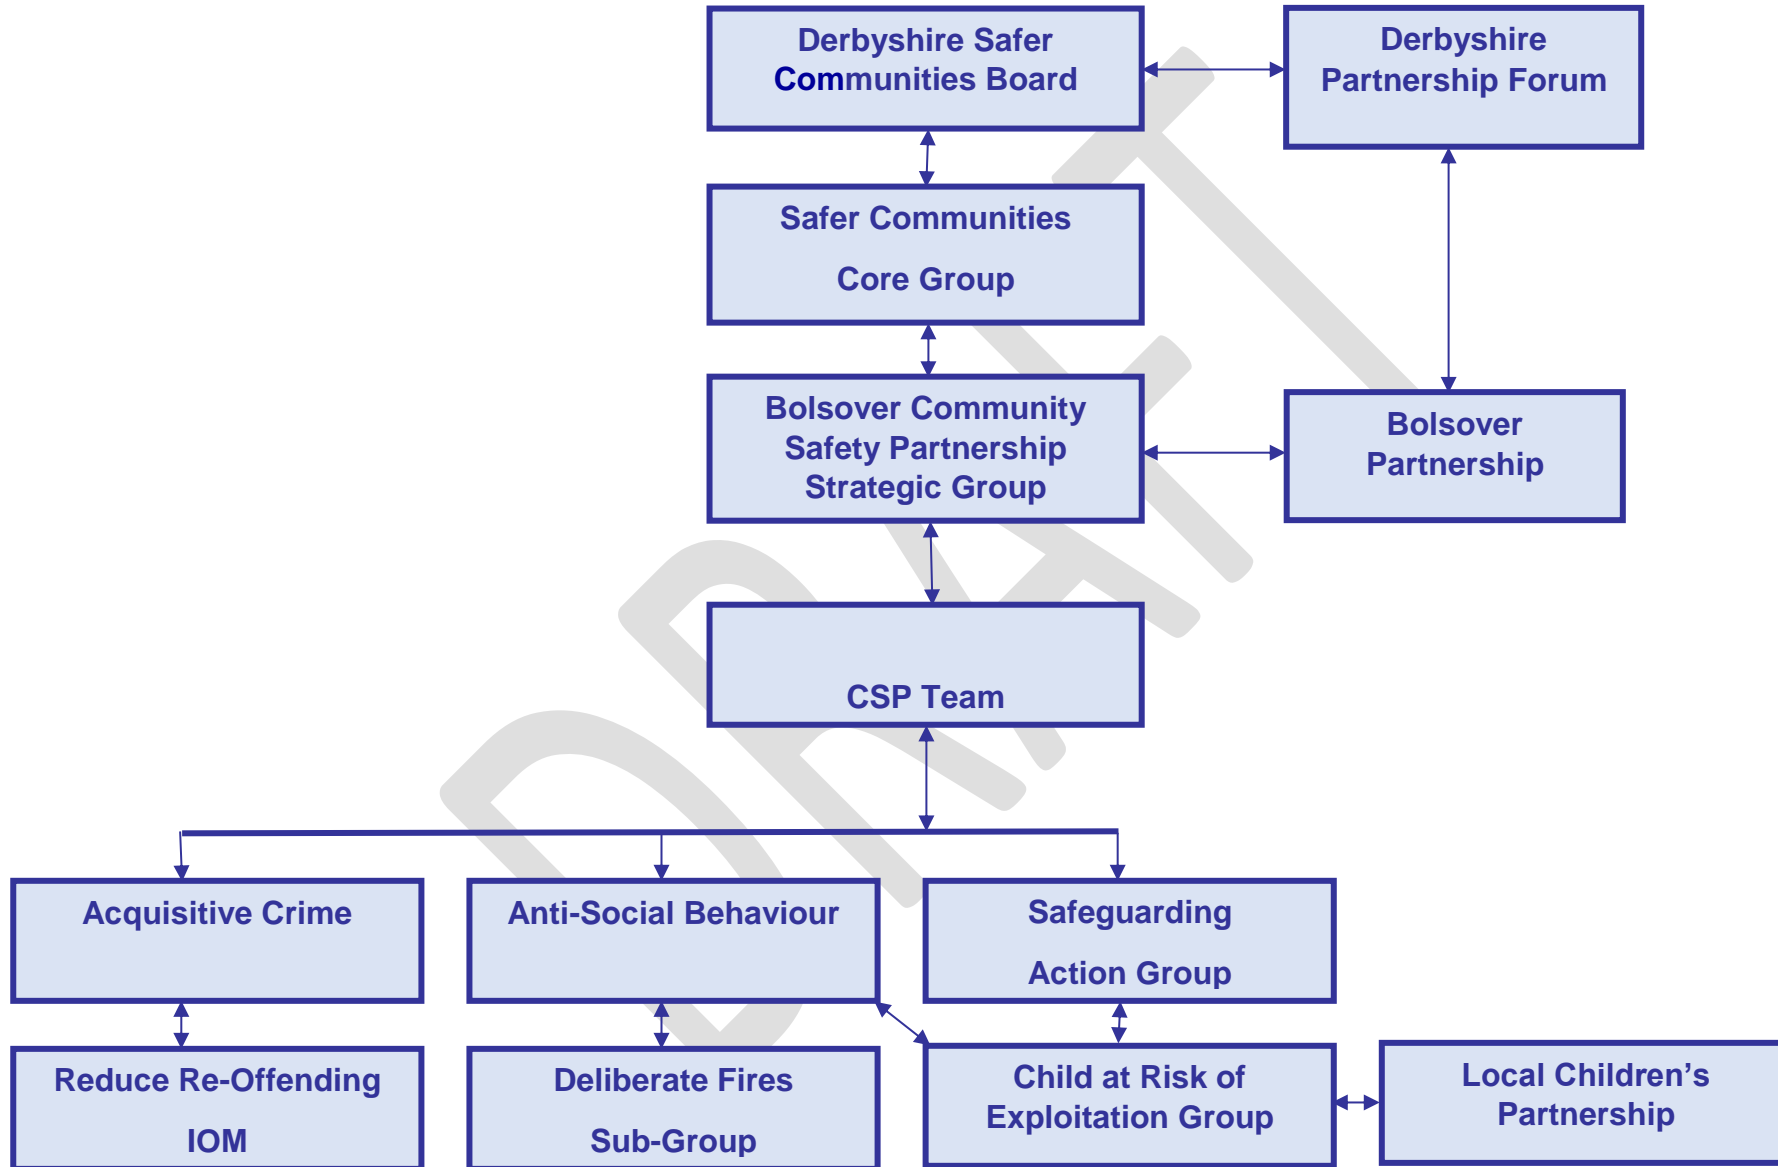 Derbyshire Safer
Communities Board
Derbyshire
Partnership Forum
Safer Communities
Core Group
Bolsover Community
Safety Partnership
Strategic Group
Bolsover
Partnership
CSP Team
Acquisitive Crime
Anti-Social Behaviour
Safeguarding
Action Group
Reduce Re-Offending
IOM
Deliberate Fires
Sub-Group
Child at Risk of
Exploitation Group
Local Children’s
Partnership
DRAFT